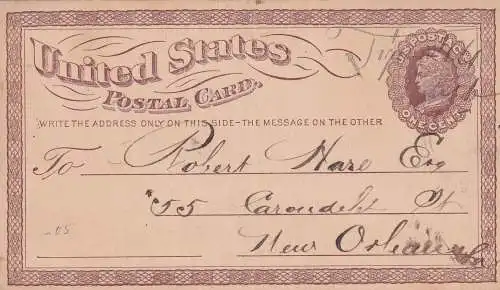 United States
POSTAL CARD.
WRITE THE ADDRESS ONLY ON THIS SIDE–THE MESSAGE ON THE OTHER
U.S. POSTAGE
ONE CENT
To Robert Hare Esq
55 Carondelet St
New Orleans